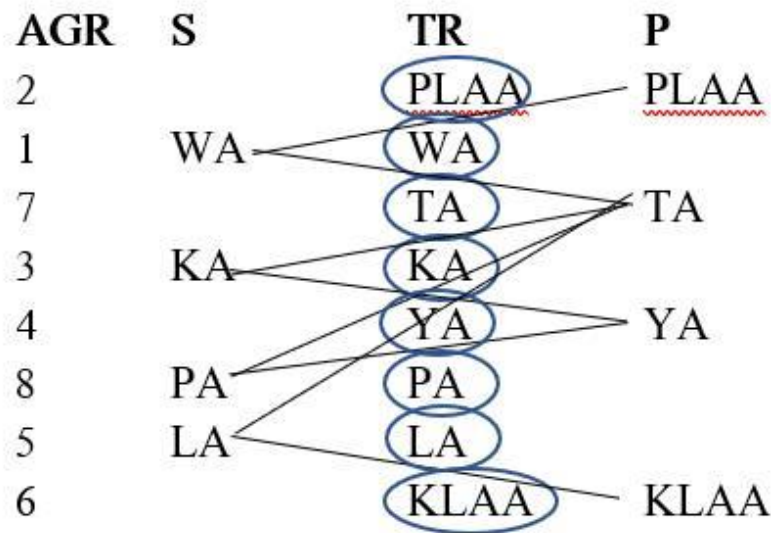 AGR S TR P
2 PLAA PLAA
1 WA WA
7 TA TA
3 KA KA
4 YA YA
8 PA PA
5 LA LA
6 KLAA KLAA